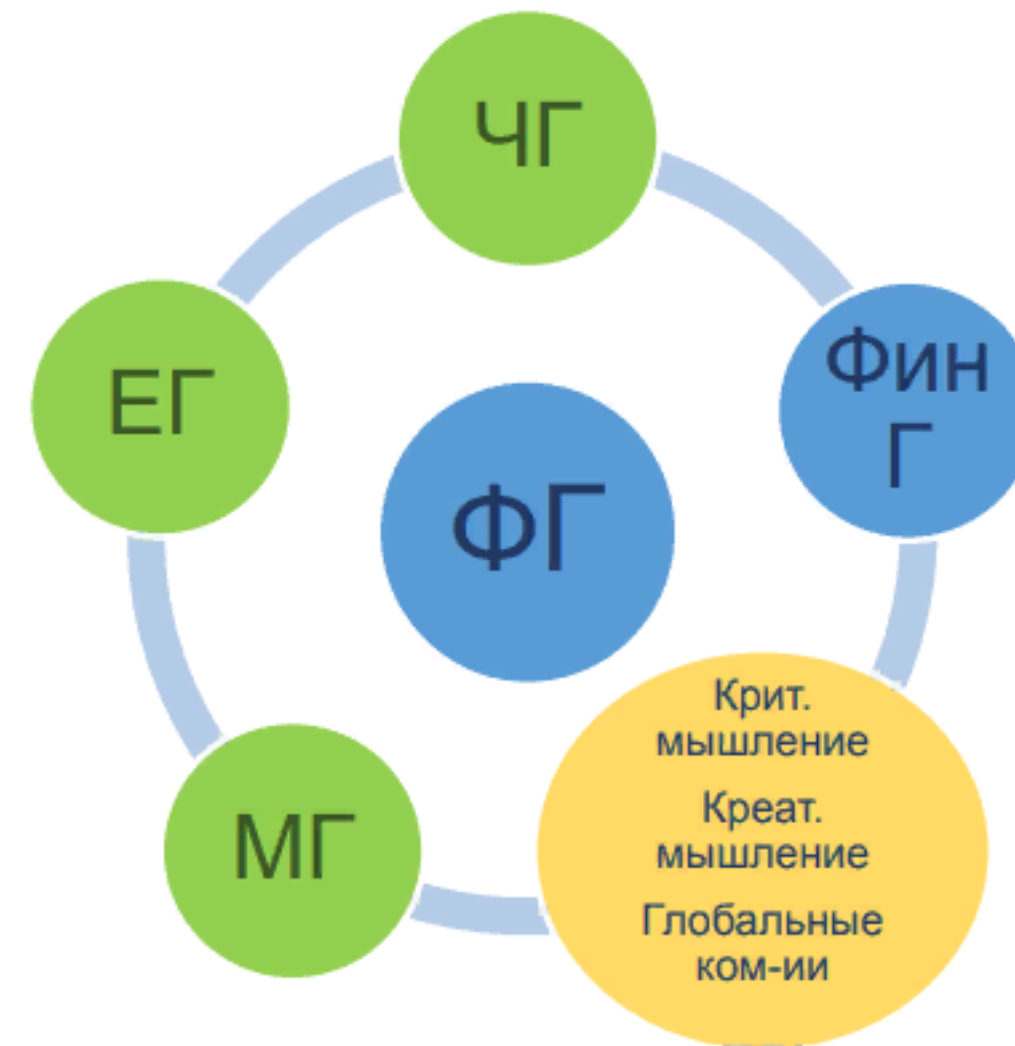 ЧГ
Фин
Г
ЕГ
ФГ
Крит.
мышление
Креат.
мышление
Глобальные
ком-ии
МГ